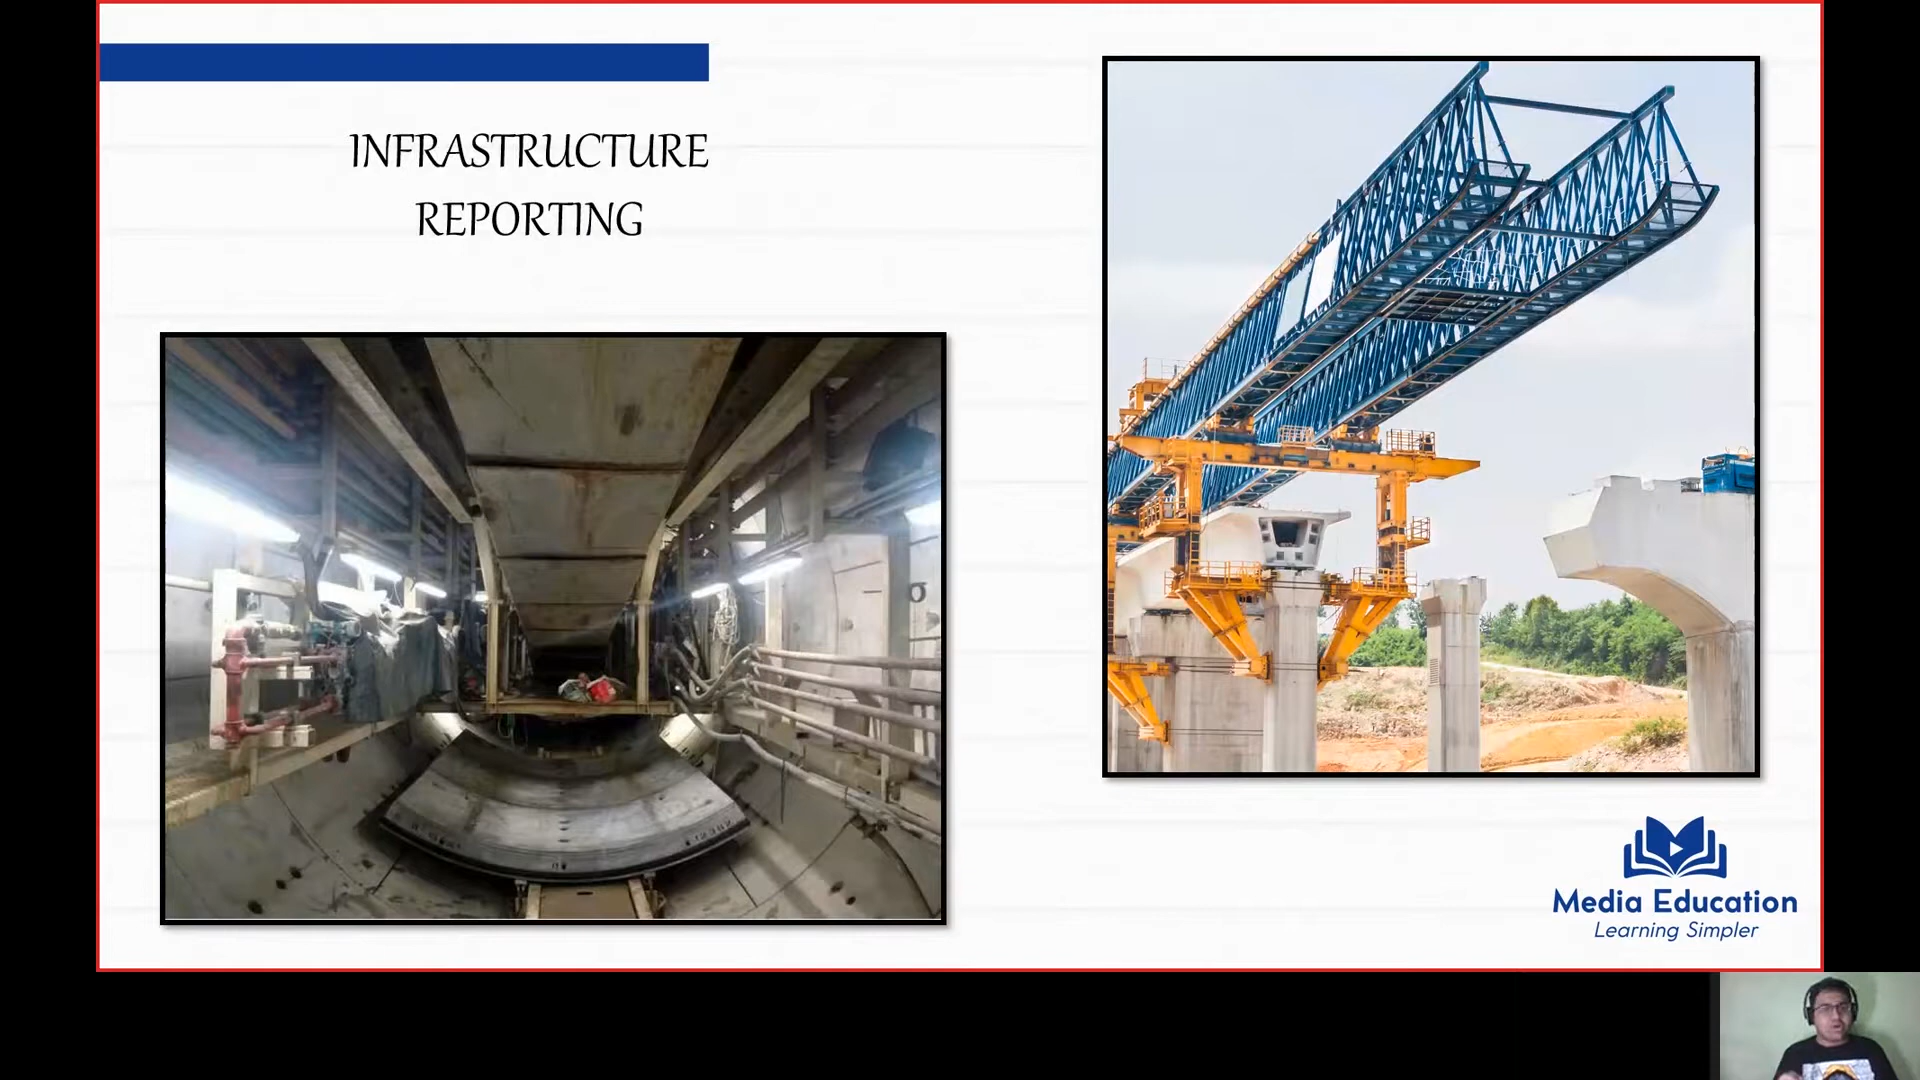 INFRASTRUCTURE
REPORTING
Media Education
Learning Simpler